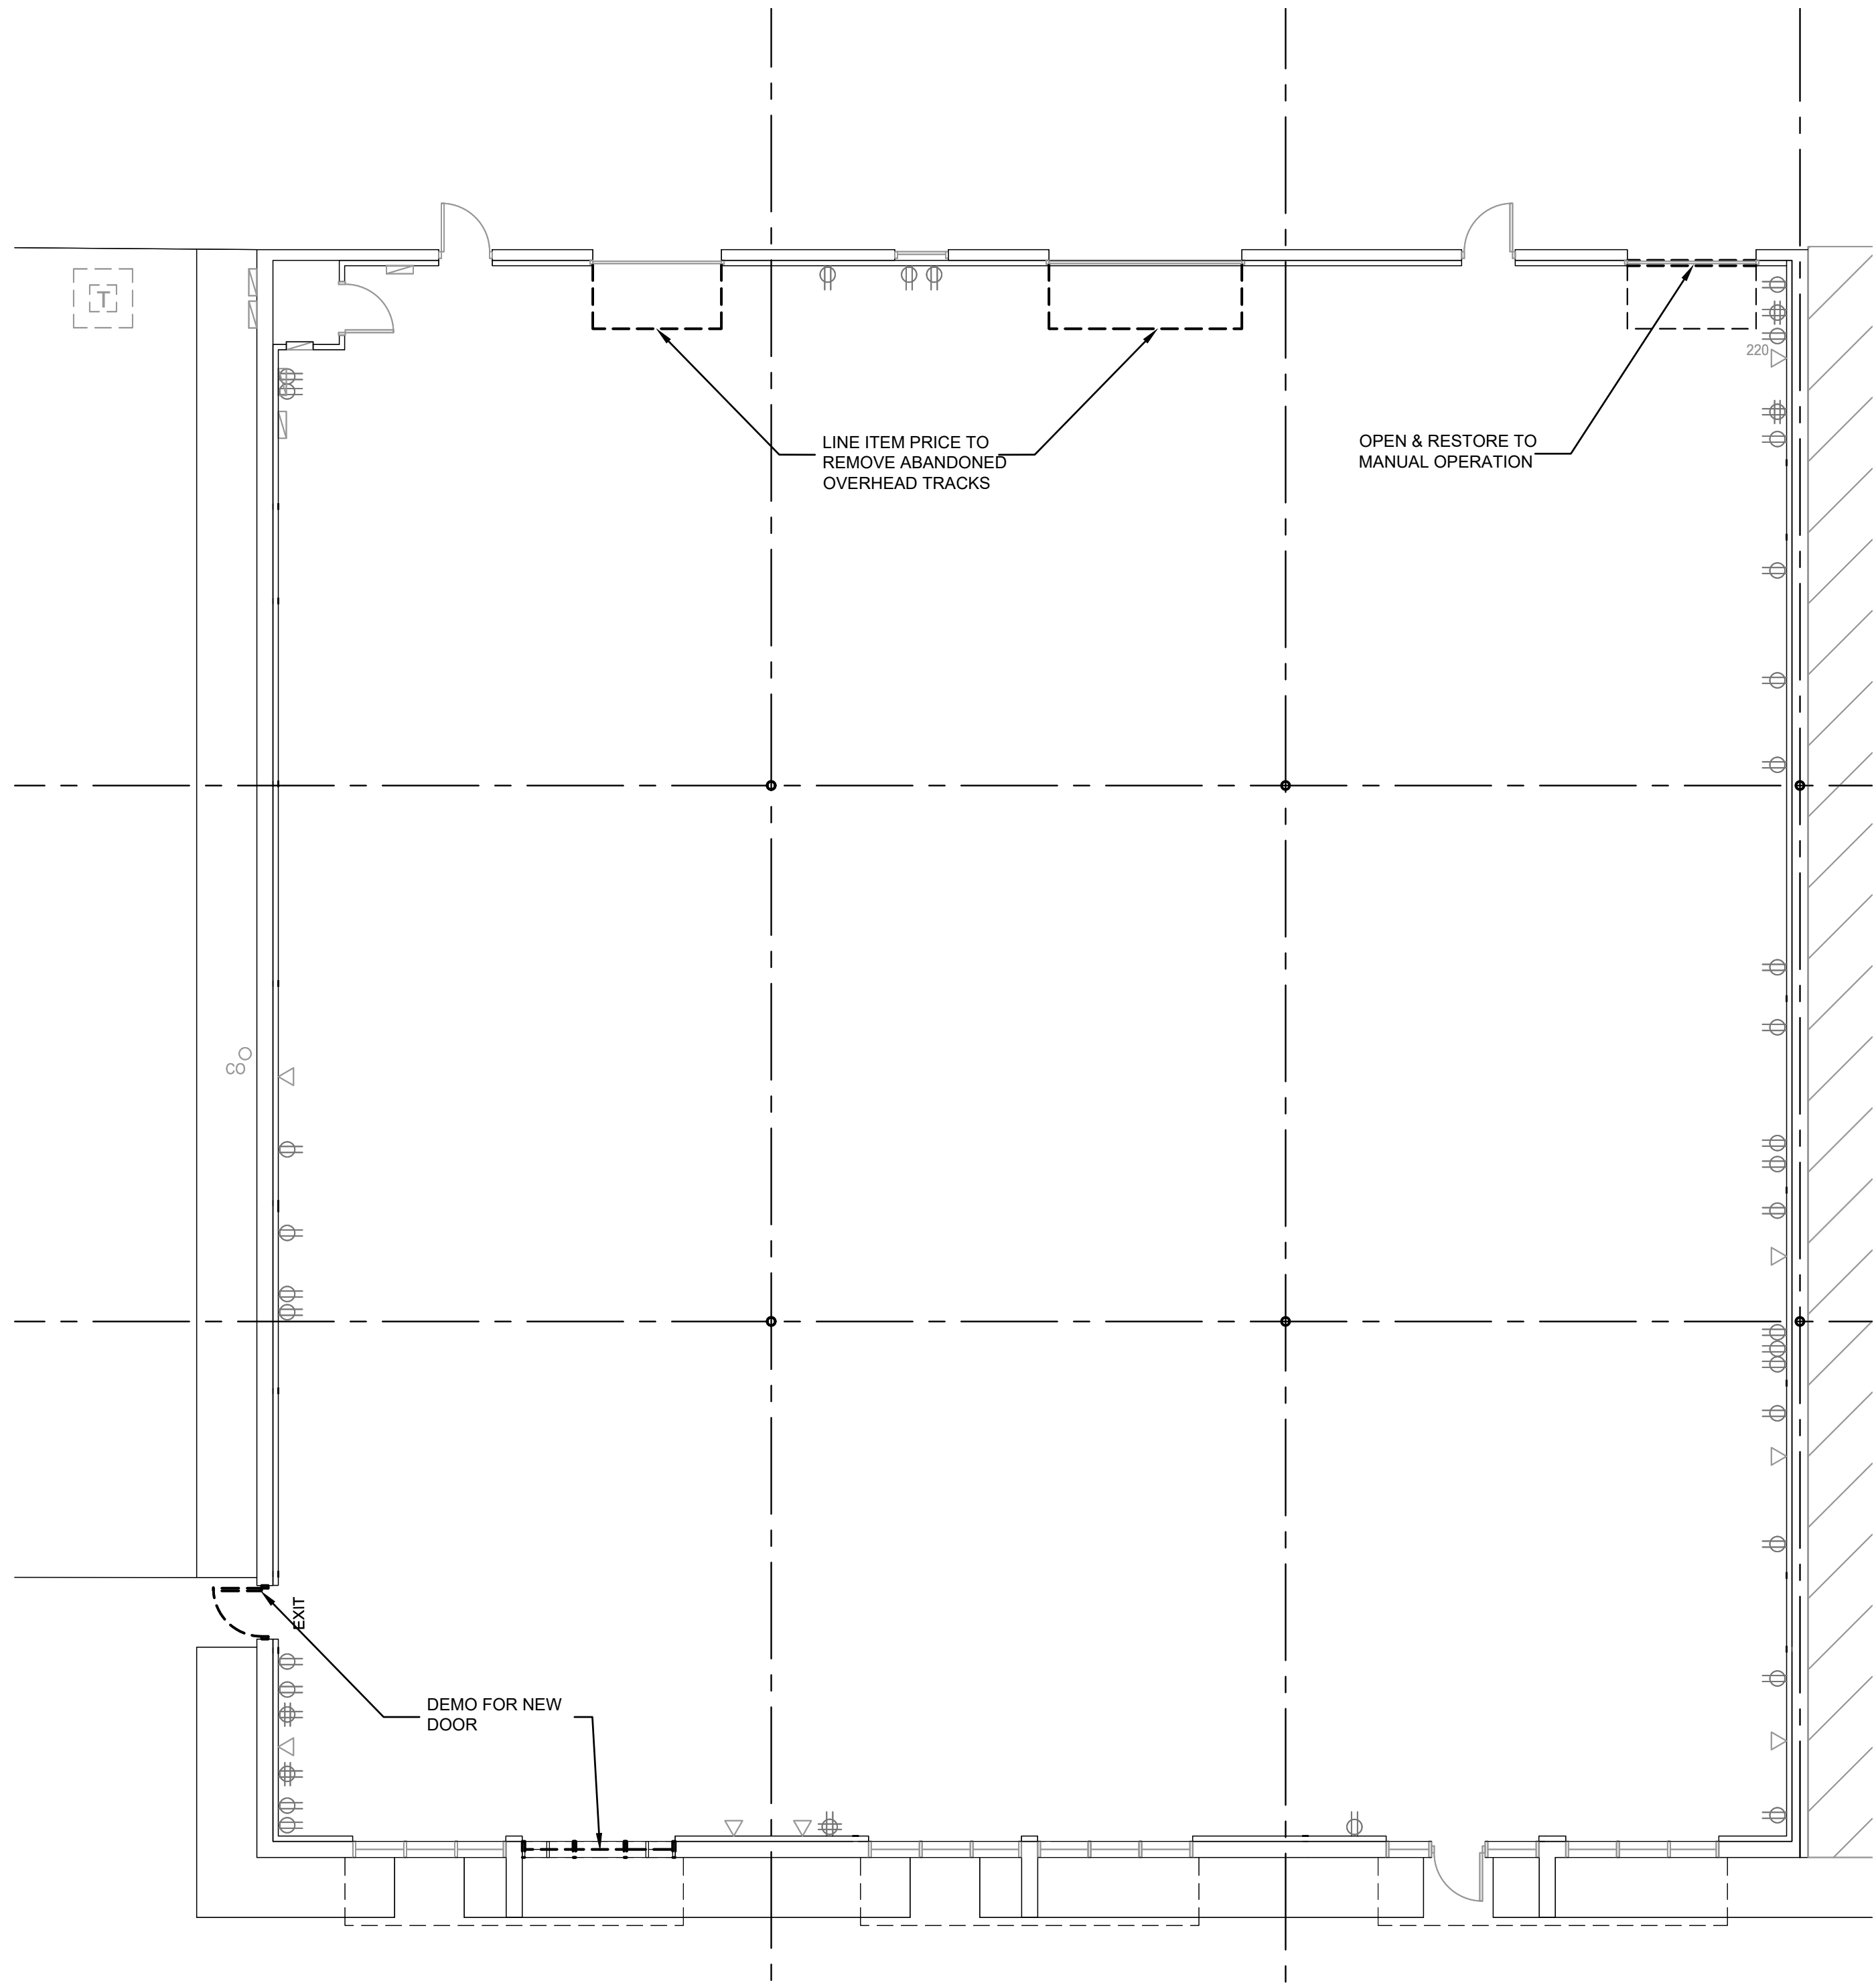 T
220
LINE ITEM PRICE TO
REMOVE ABANDONED
OVERHEAD TRACKS
OPEN & RESTORE TO
MANUAL OPERATION
CO
EXIT
DEMO FOR NEW
DOOR